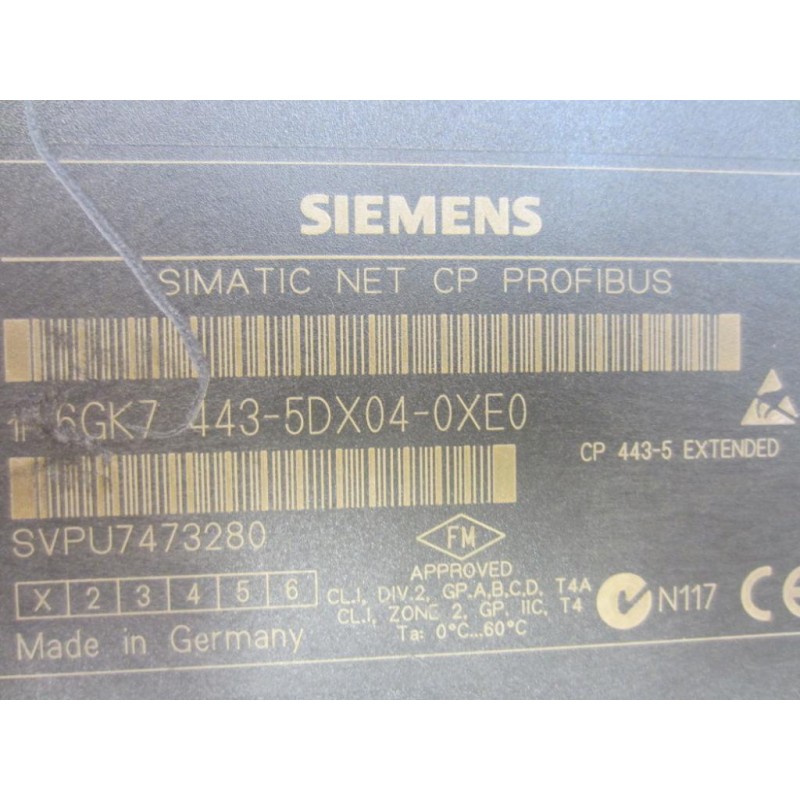 SIEMENS
SIMATIC NET CP PROFIBUS
1P 6GK7 443-5DX04-0XE0
CP 443-5 EXTENDED
SVPU7473280
FM
APPROVED
CL.I, DIV.2, GP.A,B,C,D, T4A
CL.I, ZONE 2, GP. IIC, T4
Ta: 0°C...60°C
N117
CE
X 2 3 4 5 6
Made in Germany